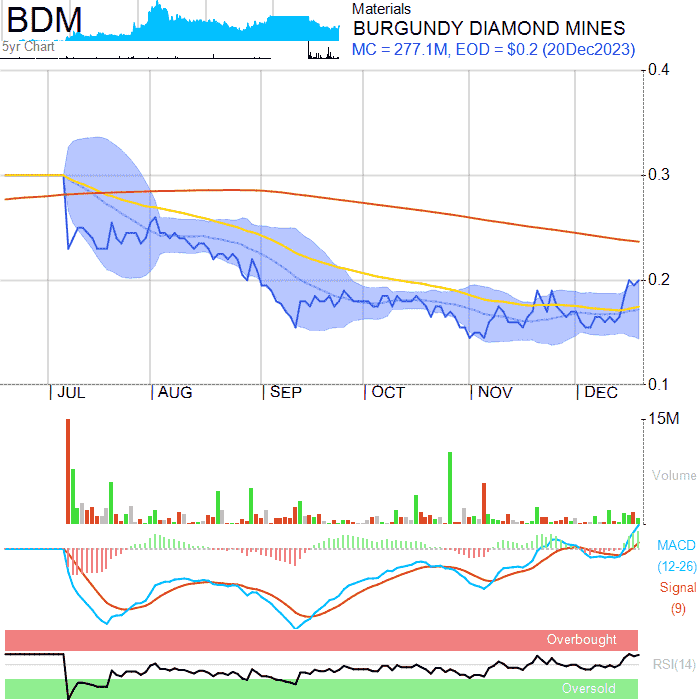 BDM
5yr Chart
Materials
BURGUNDY DIAMOND MINES
MC = 277.1M, EOD = $0.2 (20Dec2023)
0.4
0.3
0.2
0.1
JUL AUG SEP OCT NOV DEC
15M
Volume
MACD
(12-26)
Signal
(9)
Overbought
RSI(14)
Oversold